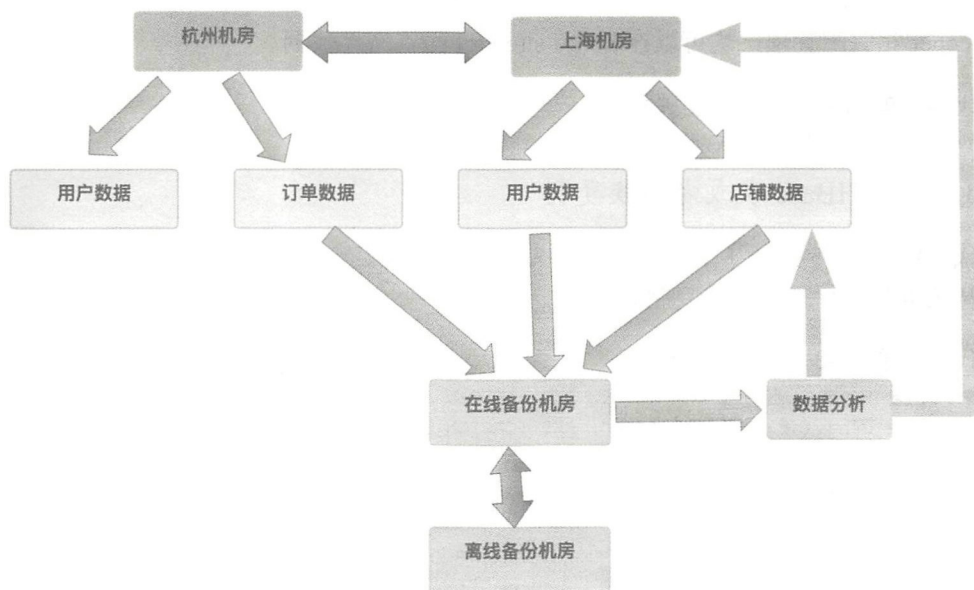 杭州机房
上海机房
用户数据
订单数据
用户数据
店铺数据
在线备份机房
数据分析
离线备份机房